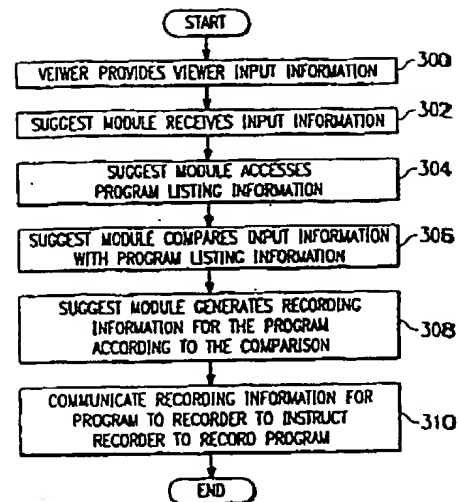 START
VEIWER PROVIDES VIEWER INPUT INFORMATION
300
SUGGEST MODULE RECEIVES INPUT INFORMATION
302
SUGGEST MODULE ACCESSES
PROGRAM LISTING INFORMATION
304
SUGGEST MODULE COMPARES INPUT INFORMATION
WITH PROGRAM LISTING INFORMATION
306
SUGGEST MODULE GENERATES RECORDING
INFORMATION FOR THE PROGRAM
ACCORDING TO THE COMPARISON
308
COMMUNICATE RECORDING INFORMATION FOR
PROGRAM TO RECORDER TO INSTRUCT
RECORDER TO RECORD PROGRAM
310
END